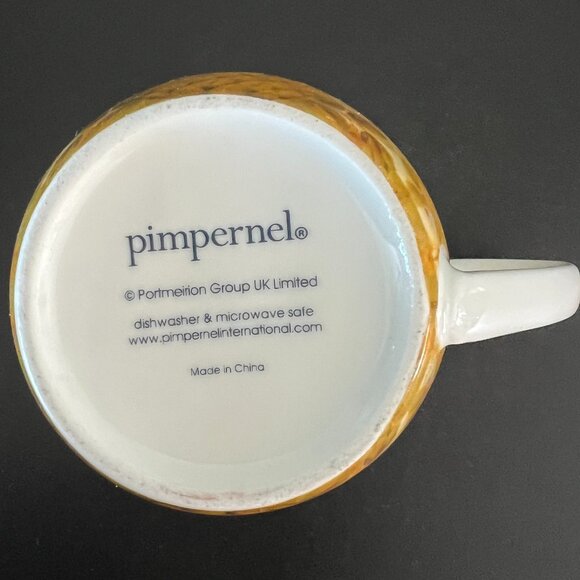 pimpernel®
© Portmeirion Group UK Limited
dishwasher & microwave safe
www.pimpernelinternational.com
Made in China